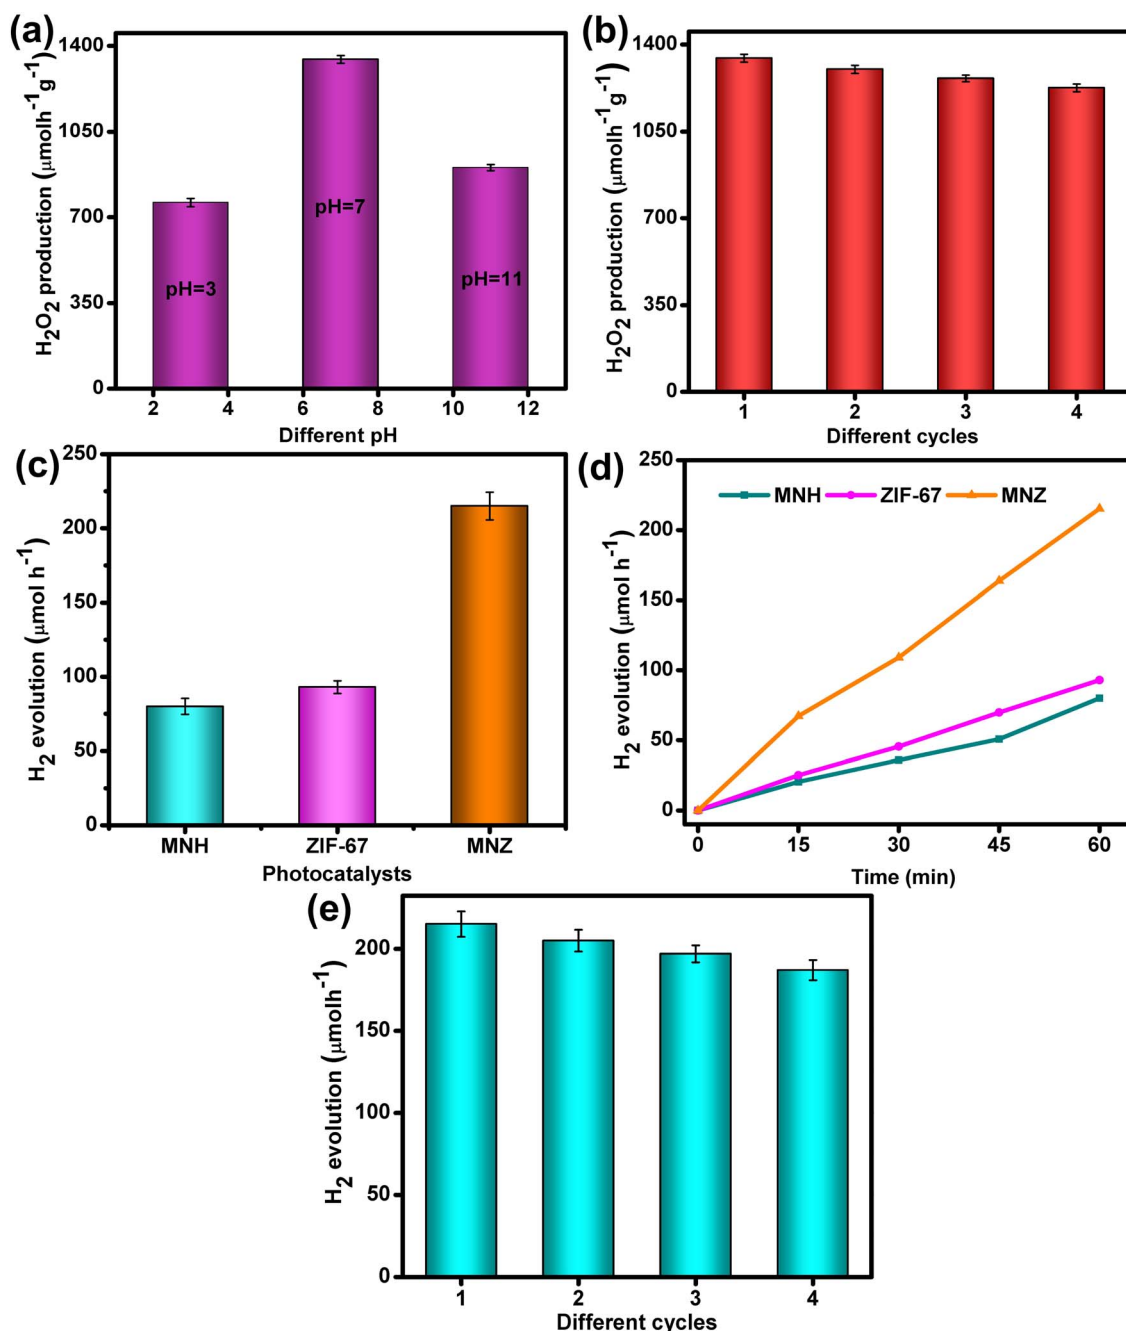 (a)
H₂O₂ production (μmolh⁻¹g⁻¹)
1400
1050
700
350
0
pH=3
pH=7
pH=11
2 4 6 8 10 12
Different pH
(b)
H₂O₂ production (μmolh⁻¹g⁻¹)
1400
1050
700
350
0
1 2 3 4
Different cycles
(c)
H₂ evolution (μmol h⁻¹)
250
200
150
100
50
0
MNH ZIF-67 MNZ
Photocatalysts
(d)
H₂ evolution (μmol h⁻¹)
250
200
150
100
50
0
MNH ZIF-67 MNZ
0 15 30 45 60
Time (min)
(e)
H₂ evolution (μmolh⁻¹)
200
150
100
50
0
1 2 3 4
Different cycles